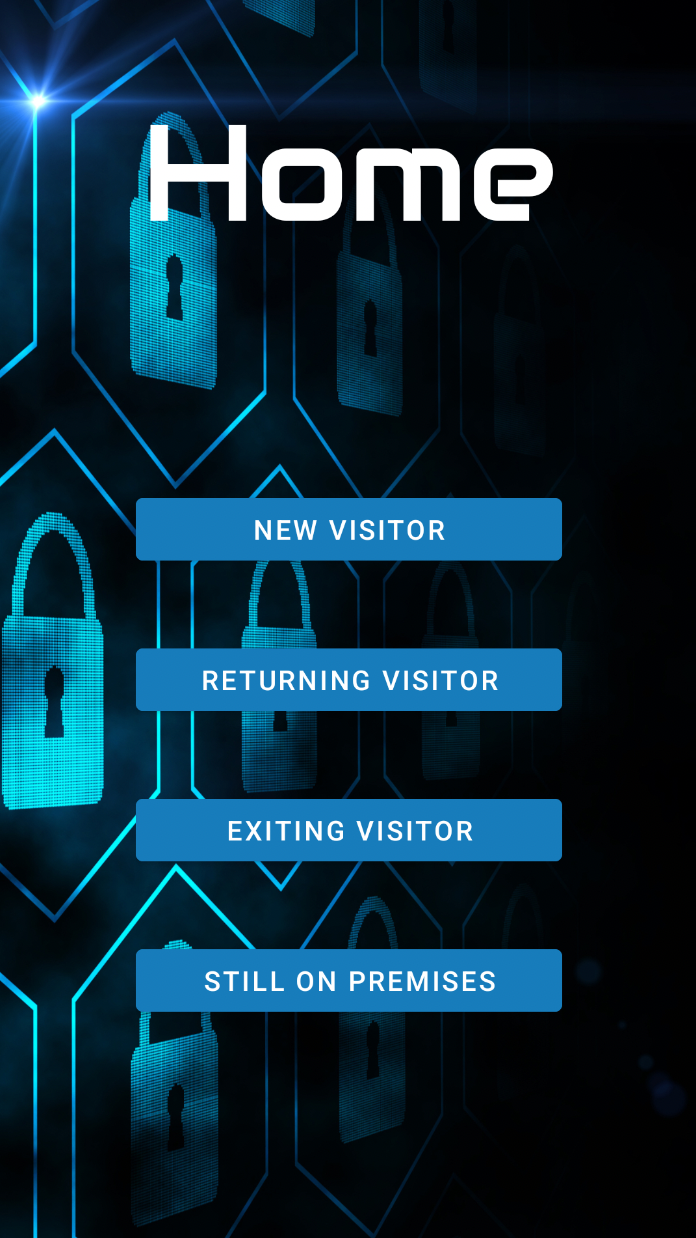 Home
NEW VISITOR
RETURNING VISITOR
EXITING VISITOR
STILL ON PREMISES